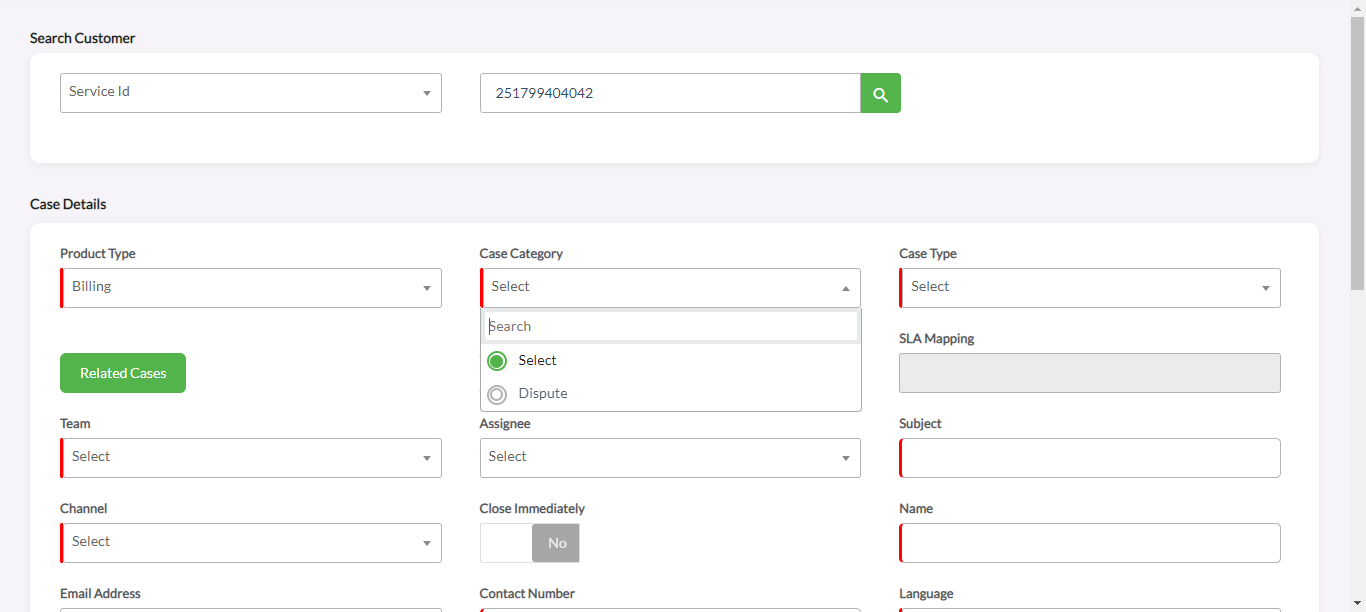 Search Customer
Service Id
251799404042
Case Details
Product Type
Case Category
Case Type
Billing
Select
Select
Search
Select
Dispute
SLA Mapping
Related Cases
Team
Assignee
Subject
Select
Select
Channel
Close Immediately
Name
Select
No
Email Address
Contact Number
Language